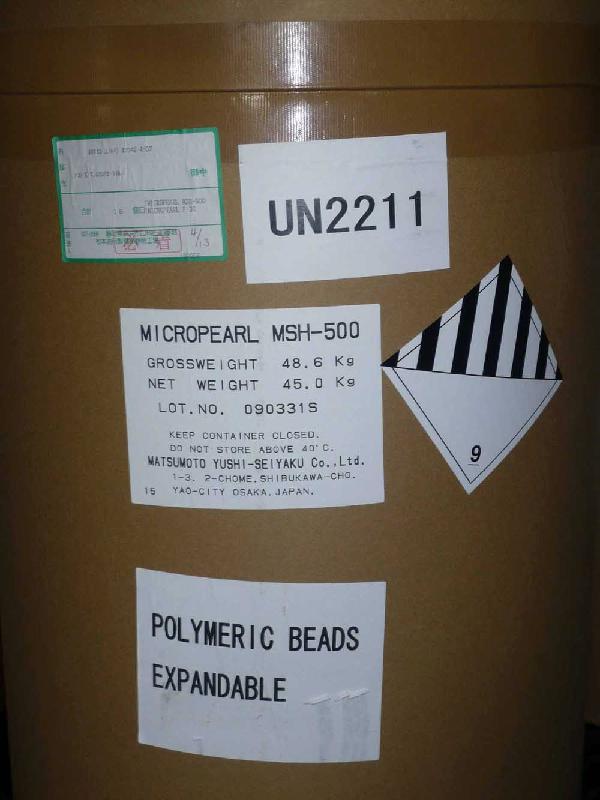 UN2211
MICROPEARL MSH-500
GROSSWEIGHT 48.6 Kg
NET WEIGHT 45.0 Kg
LOT.NO. 090331S
KEEP CONTAINER CLOSED.
DO NOT STORE ABOVE 40°C.
MATSUMOTO YUSHI-SEIYAKU Co.,Ltd.
1-3, 2-CHOME, SHIBUKAWA-CHO.
15 YAO-CITY OSAKA, JAPAN.
9
POLYMERIC BEADS
EXPANDABLE